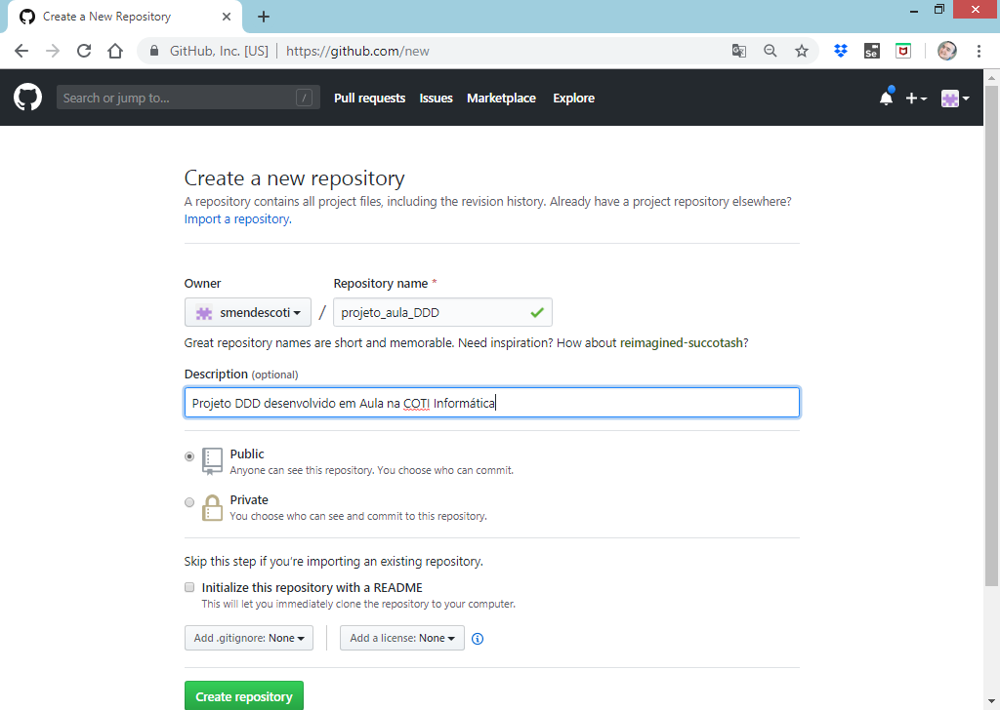 Create a New Repository
GitHub, Inc. [US] | https://github.com/new
Se
Search or jump to... /
Pull requests Issues Marketplace Explore
Create a new repository
A repository contains all project files, including the revision history. Already have a project repository elsewhere?
Import a repository.
Owner Repository name *
smendescoti / projeto_aula_DDD
Great repository names are short and memorable. Need inspiration? How about reimagined-succotash?
Description (optional)
Projeto DDD desenvolvido em Aula na COTI Informática
Public
Anyone can see this repository. You choose who can commit.
Private
You choose who can see and commit to this repository.
Skip this step if you're importing an existing repository.
Initialize this repository with a README
This will let you immediately clone the repository to your computer.
Add .gitignore: None Add a license: None
Create repository